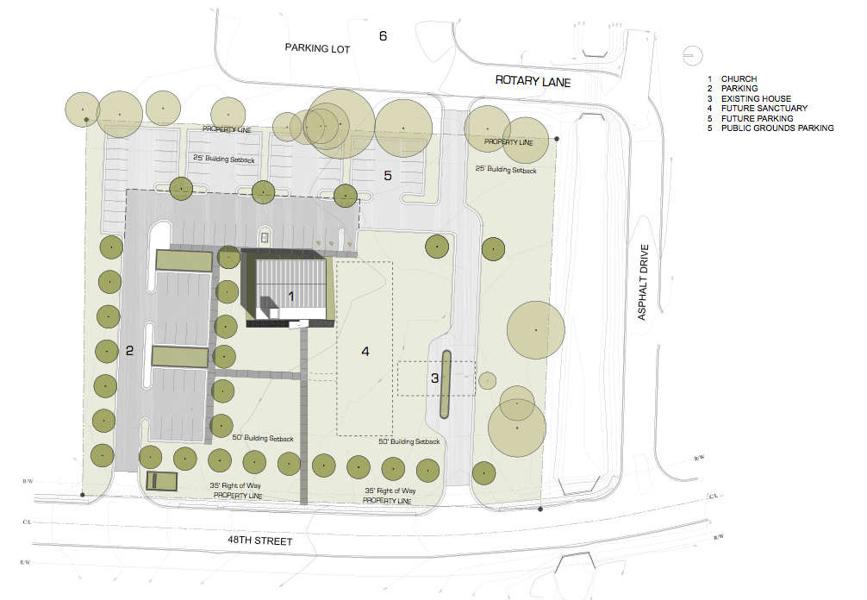 6
PARKING LOT
ROTARY LANE
1 CHURCH
2 PARKING
3 EXISTING HOUSE
4 FUTURE SANCTUARY
5 FUTURE PARKING
5 PUBLIC GROUNDS PARKING
PROPERTY LINE
PROPERTY LINE
25' Building Setback
25' Building Setback
5
ASPHALT DRIVE
1
2
4
3
50' Building Setback
50' Building Setback
35' Right of Way
PROPERTY LINE
35' Right of Way
PROPERTY LINE
R/W
R/W
C/L
C/L
48TH STREET
R/W
R/W